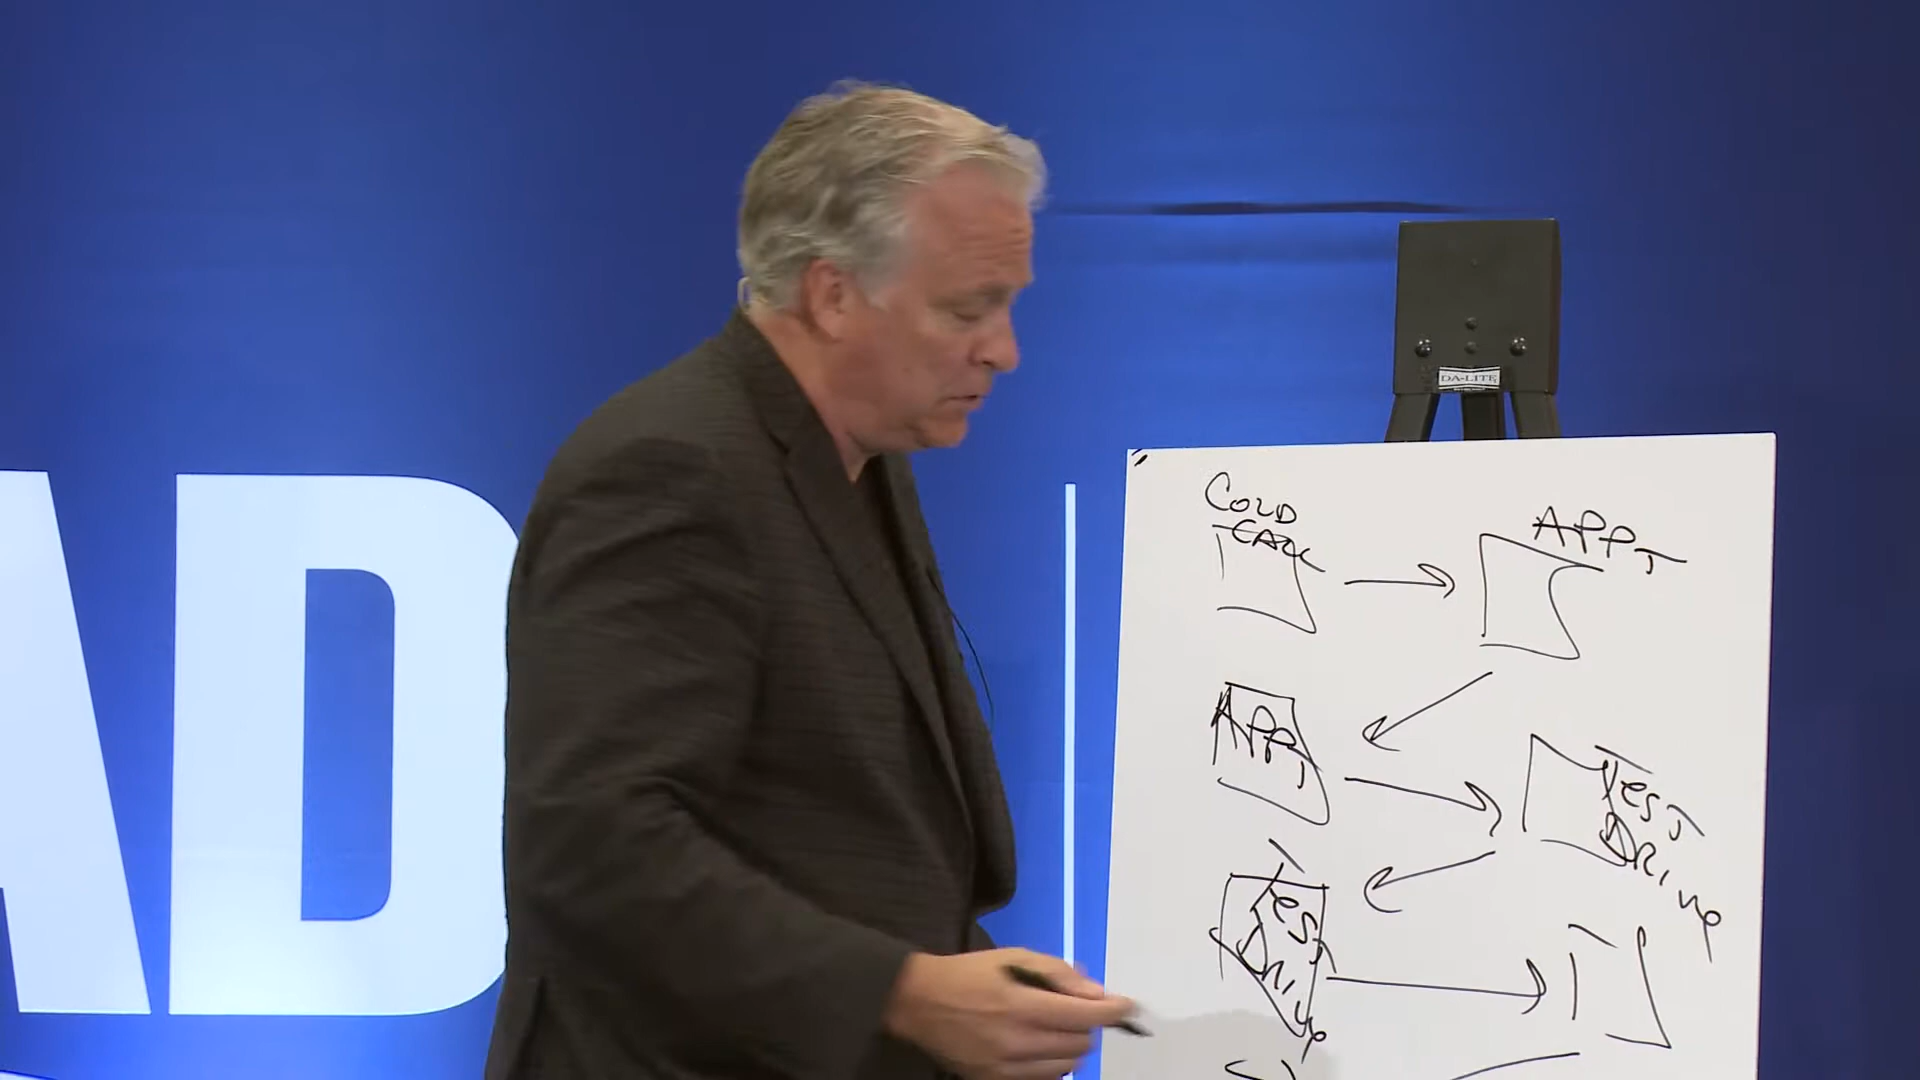 AD
DA-LITE
COLD
CALL
APPT
APPT
TEST
DRIVE
TEST
DRIVE